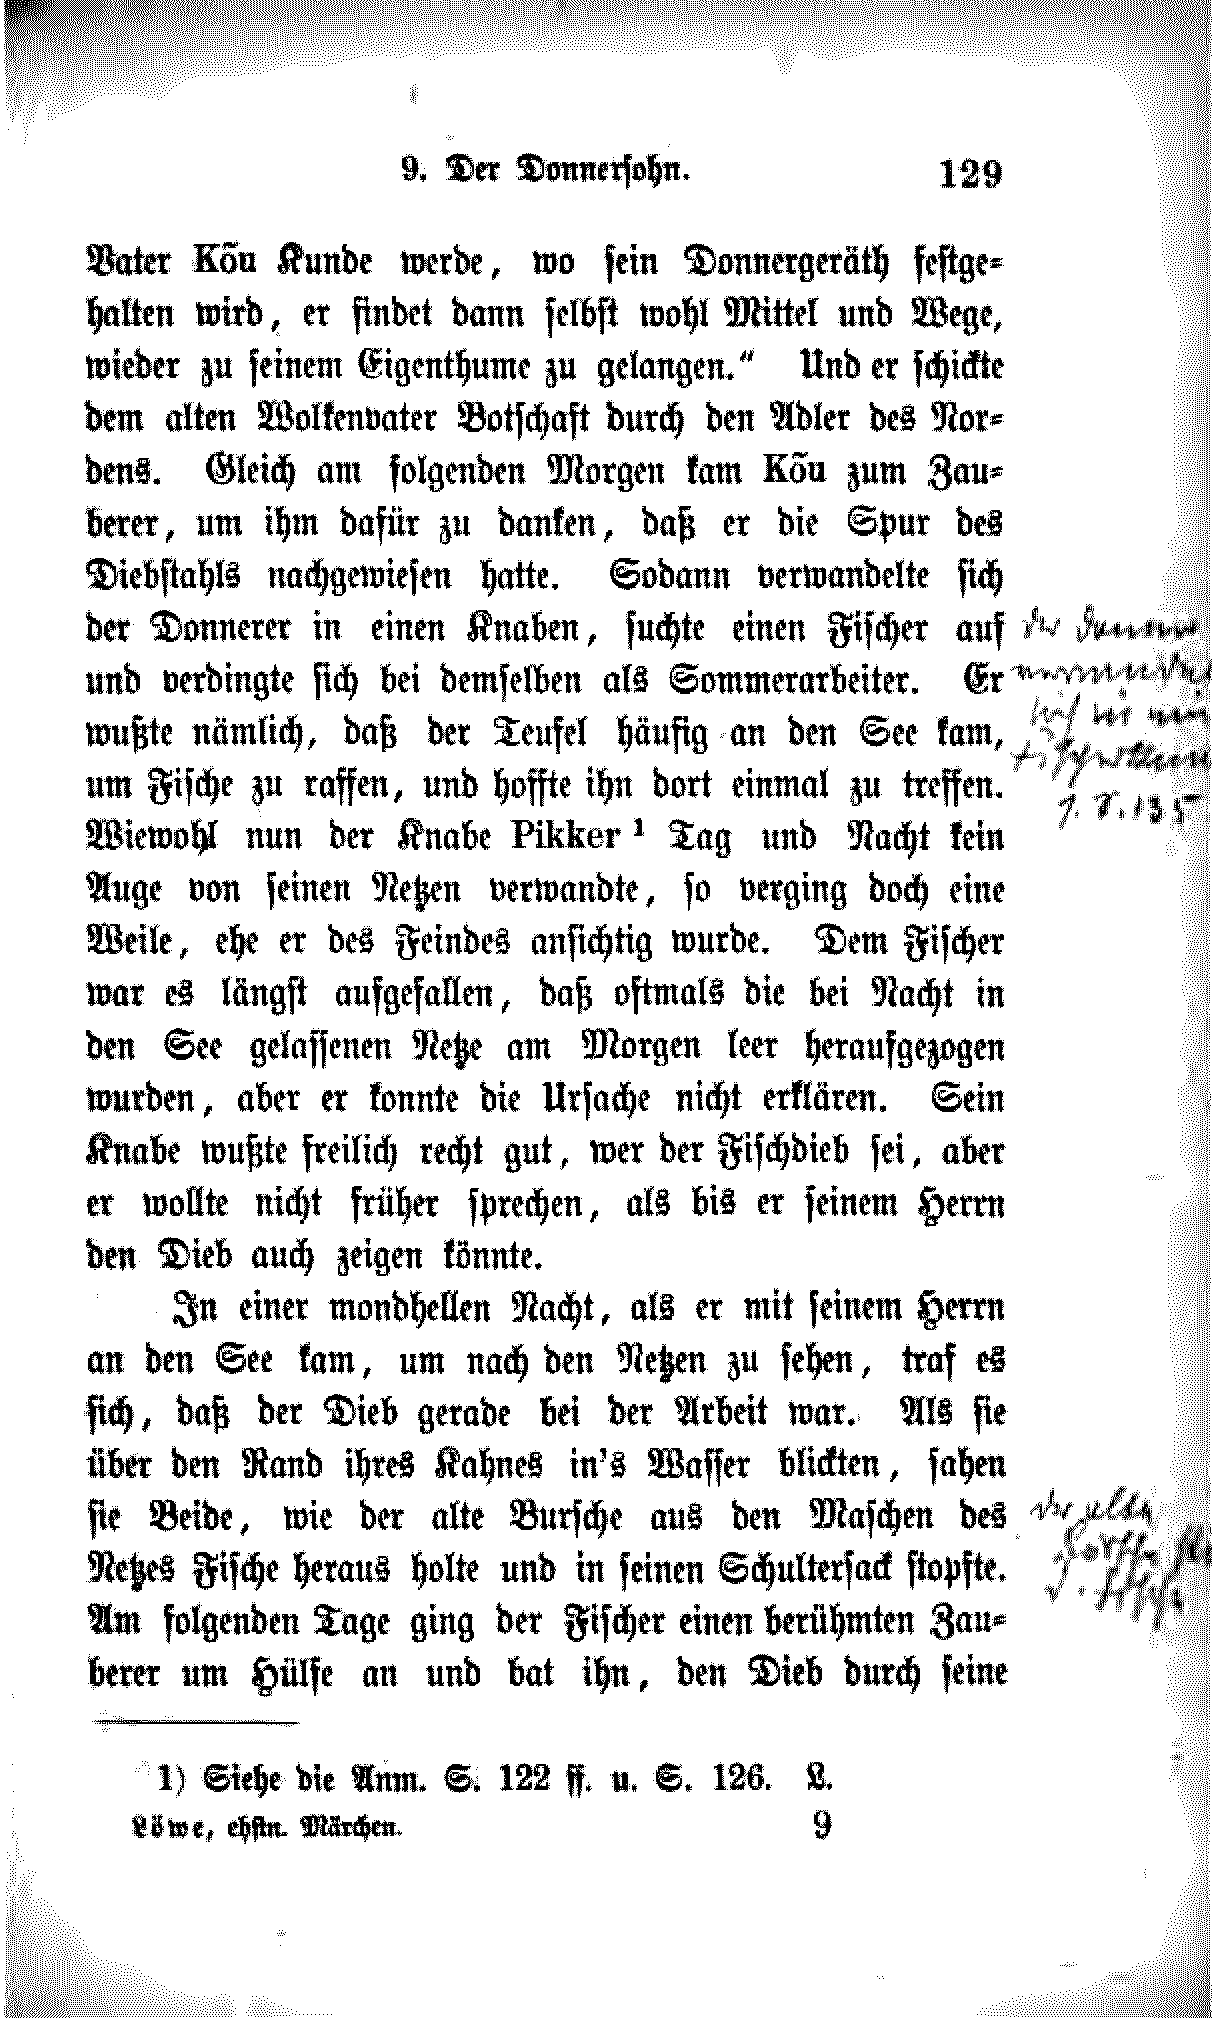 9. Der Donnersohn. 129
Vater Kõu Kunde werde, wo sein Donnergeräth festge-
halten wird, er findet dann selbst wohl Mittel und Wege,
wieder zu seinem Eigenthume zu gelangen.“ Und er schickte
dem alten Wolkenvater Botschaft durch den Adler des Nor-
dens. Gleich am folgenden Morgen kam Kõu zum Zau-
berer, um ihm dafür zu danken, daß er die Spur des
Diebstahls nachgewiesen hatte. Sodann verwandelte sich
der Donnerer in einen Knaben, suchte einen Fischer auf
und verdingte sich bei demselben als Sommerarbeiter. Er
wußte nämlich, daß der Teufel häufig an den See kam,
um Fische zu raffen, und hoffte ihn dort einmal zu treffen.
Wiewohl nun der Knabe Pikker ¹ Tag und Nacht kein
Auge von seinen Netzen verwandte, so verging doch eine
Weile, ehe er des Feindes ansichtig wurde. Dem Fischer
war es längst aufgefallen, daß oftmals die bei Nacht in
den See gelassenen Netze am Morgen leer heraufgezogen
wurden, aber er konnte die Ursache nicht erklären. Sein
Knabe wußte freilich recht gut, wer der Fischdieb sei, aber
er wollte nicht früher sprechen, als bis er seinem Herrn
den Dieb auch zeigen könnte.
In einer mondhellen Nacht, als er mit seinem Herrn
an den See kam, um nach den Netzen zu sehen, traf es
sich, daß der Dieb gerade bei der Arbeit war. Als sie
über den Rand ihres Kahnes in's Wasser blickten, sahen
sie Beide, wie der alte Bursche aus den Maschen des
Netzes Fische heraus holte und in seinen Schultersack stopfte.
Am folgenden Tage ging der Fischer einen berühmten Zau-
berer um Hülfe an und bat ihn, den Dieb durch seine
1) Siehe die Anm. S. 122 ff. u. S. 126. L.
Löwe, ehstn. Märchen. 9